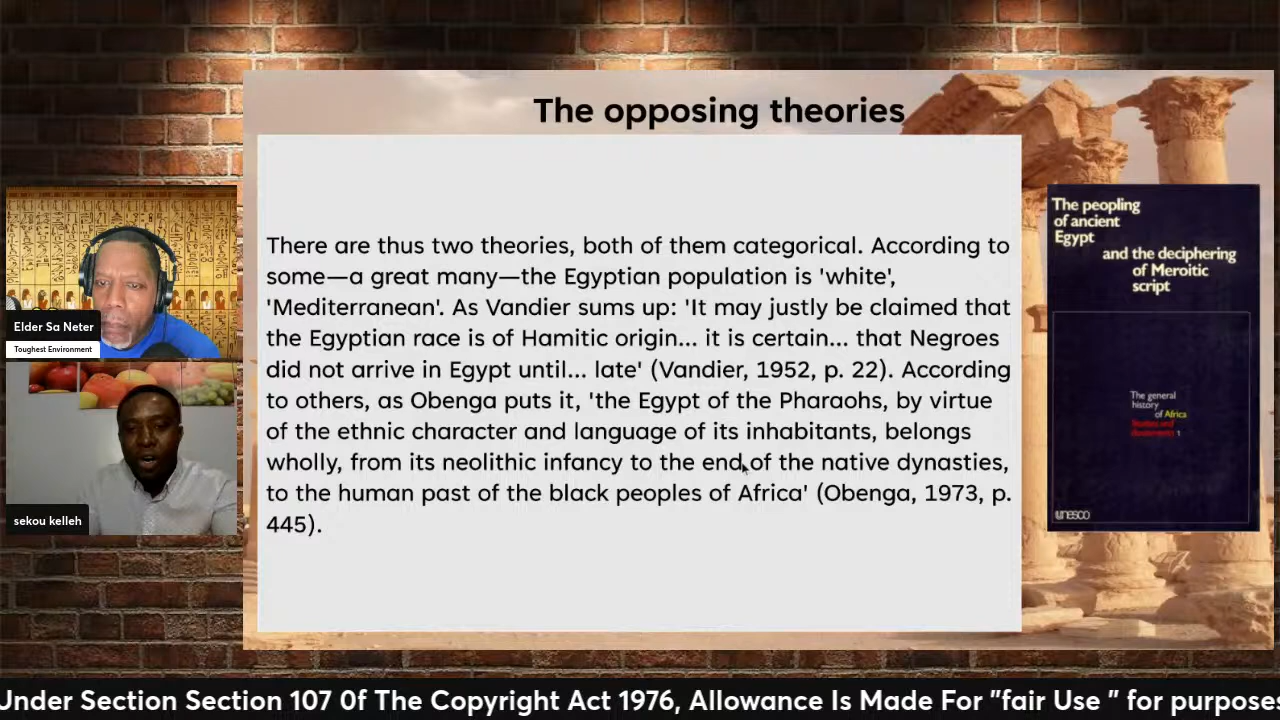 The opposing theories
There are thus two theories, both of them categorical. According to
some—a great many—the Egyptian population is 'white',
'Mediterranean'. As Vandier sums up: 'It may justly be claimed that
the Egyptian race is of Hamitic origin... it is certain... that Negroes
did not arrive in Egypt until... late' (Vandier, 1952, p. 22). According
to others, as Obenga puts it, 'the Egypt of the Pharaohs, by virtue
of the ethnic character and language of its inhabitants, belongs
wholly, from its neolithic infancy to the end of the native dynasties,
to the human past of the black peoples of Africa' (Obenga, 1973, p.
445).
The peopling
of ancient
Egypt
and the deciphering
of Meroitic
script
The general
history
of Africa
Studies and
documents 1
unesco
Elder Sa Neter
Toughest Environment
sekou kelleh
Under Section Section 107 0f The Copyright Act 1976, Allowance Is Made For "fair Use " for purposes